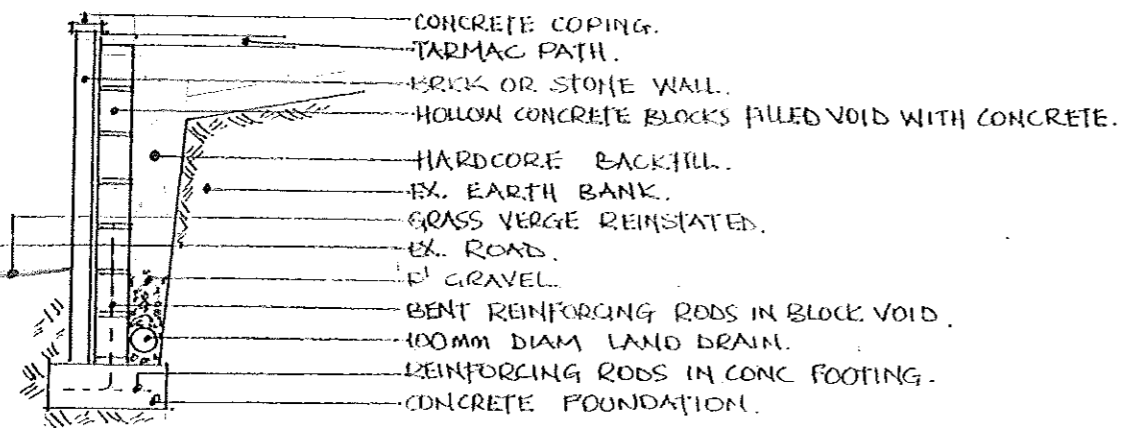 CONCRETE COPING.
TARMAC PATH.
BRICK OR STONE WALL.
HOLLOW CONCRETE BLOCKS FILLED VOID WITH CONCRETE.
HARDCORE BACKFILL.
EX. EARTH BANK.
GRASS VERGE REINSTATED.
EX. ROAD.
GRAVEL
BENT REINFORCING RODS IN BLOCK VOID.
100mm DIAM LAND DRAIN.
REINFORCING RODS IN CONC FOOTING.
CONCRETE FOUNDATION.